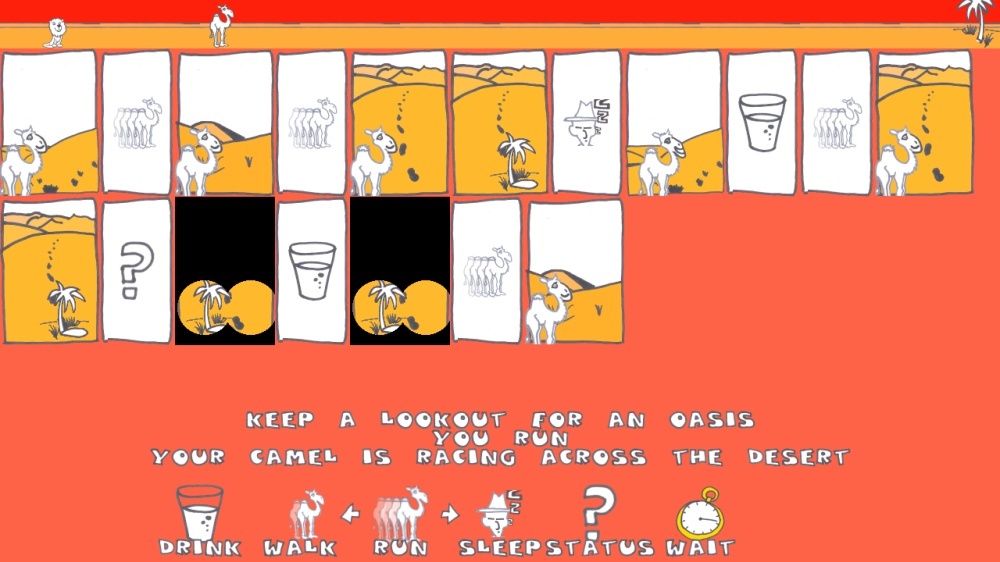 KEEP A LOOKOUT FOR AN OASIS
YOU RUN
YOUR CAMEL IS RACING ACROSS THE DESERT
DRINK WALK RUN SLEEP STATUS WAIT